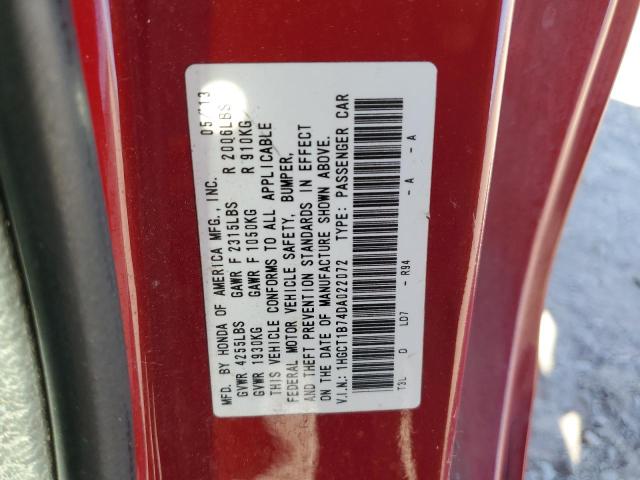 MFD. BY HONDA OF AMERICA MFG., INC. 05/13
GVWR 4255LBS GAWR F 2315LBS R 2006LBS
GVWR 1930KG GAWR F 1050KG R 910KG
THIS VEHICLE CONFORMS TO ALL APPLICABLE
FEDERAL MOTOR VEHICLE SAFETY, BUMPER,
AND THEFT PREVENTION STANDARDS IN EFFECT
ON THE DATE OF MANUFACTURE SHOWN ABOVE.
V.I.N.: 1HGCT1B74DA022072 TYPE: PASSENGER CAR
T3L D LD7 - R94 - A - A